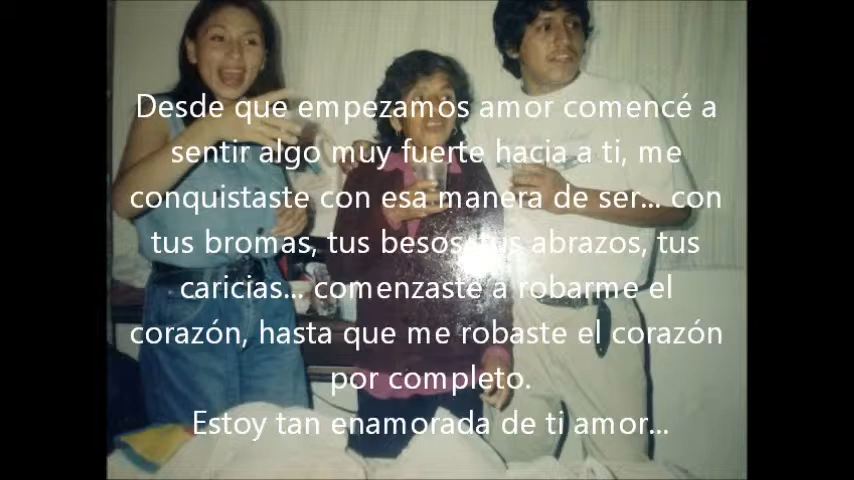 Desde que empezamos amor comencé a
sentir algo muy fuerte hacia a ti, me
conquistaste con esa manera de ser... con
tus bromas, tus besos, tus abrazos, tus
caricias... comenzaste a robarme el
corazón, hasta que me robaste el corazón
por completo.
Estoy tan enamorada de ti amor...